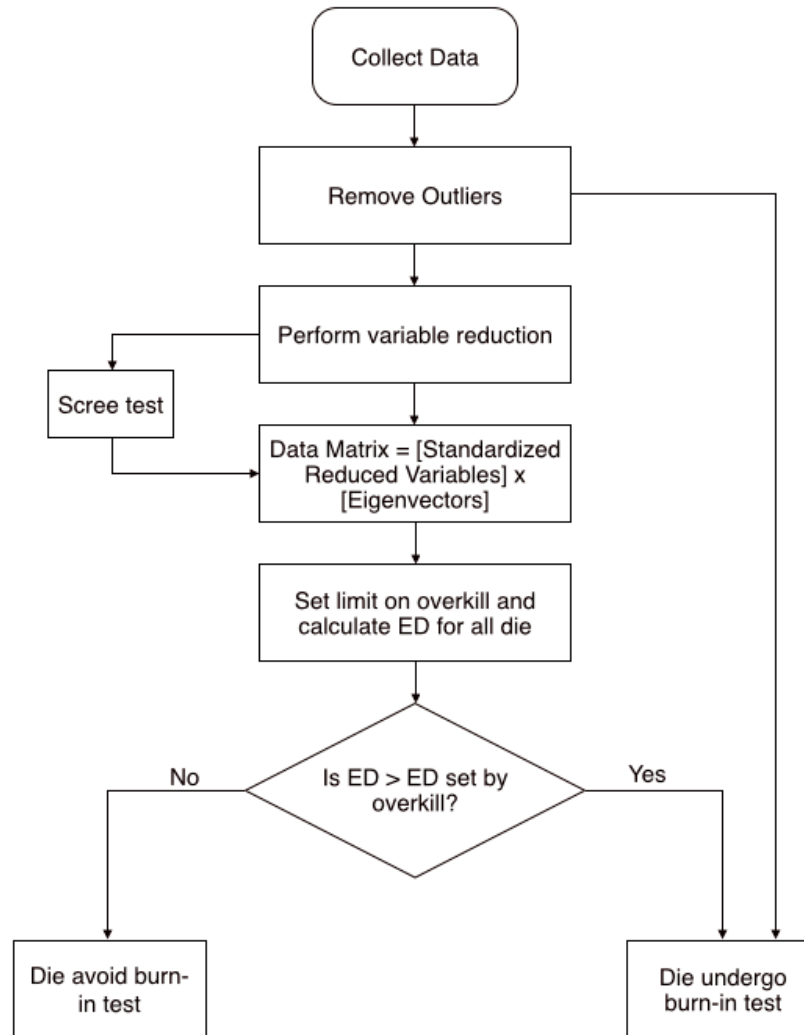 Collect Data
Remove Outliers
Perform variable reduction
Scree test
Data Matrix = [Standardized
Reduced Variables] x
[Eigenvectors]
Set limit on overkill and
calculate ED for all die
Is ED > ED set by
overkill?
No
Yes
Die avoid burn-
in test
Die undergo
burn-in test